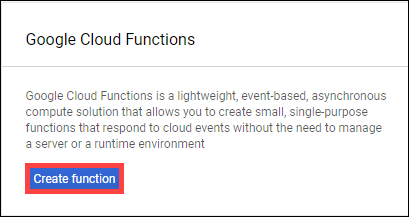 Google Cloud Functions
Google Cloud Functions is a lightweight, event-based, asynchronous
compute solution that allows you to create small, single-purpose
functions that respond to cloud events without the need to manage
a server or a runtime environment
Create function